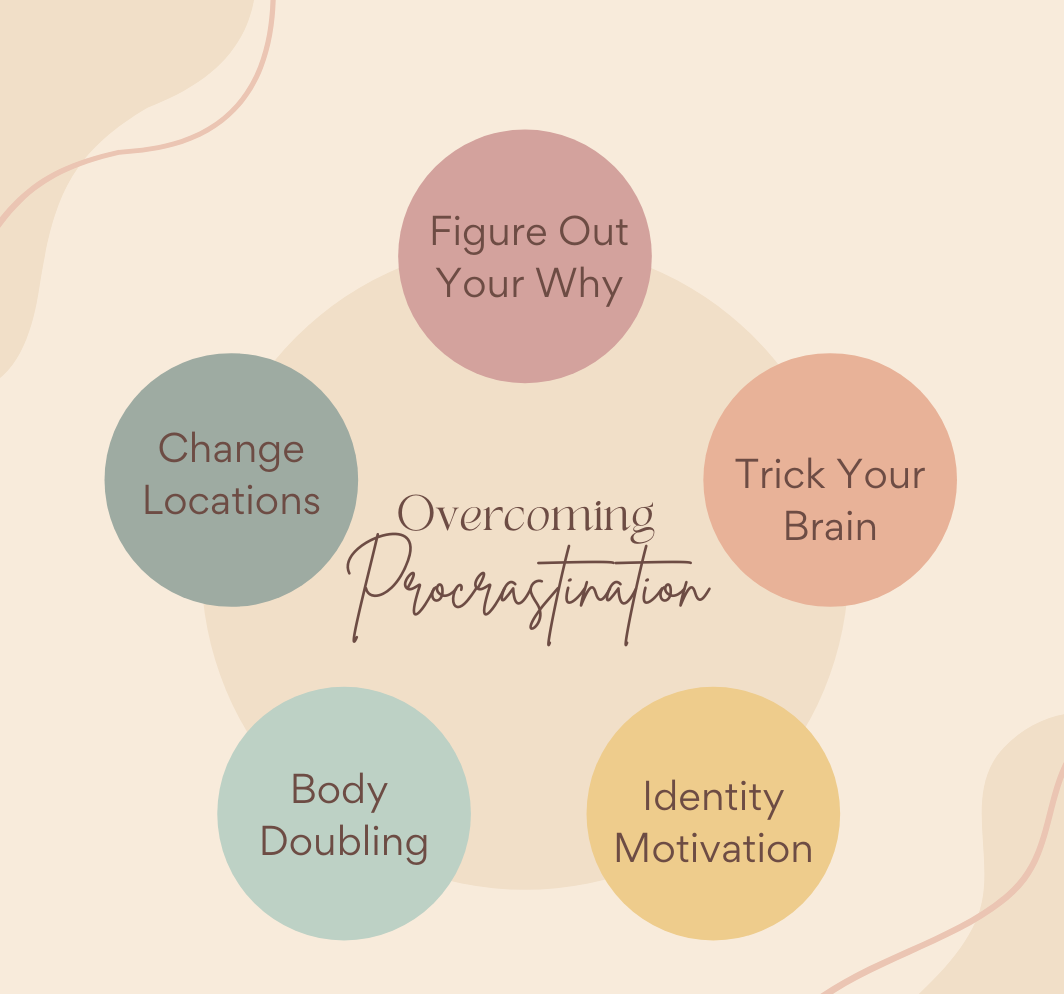 Figure Out
Your Why
Change
Locations
Trick Your
Brain
Overcoming
Procrastination
Body
Doubling
Identity
Motivation